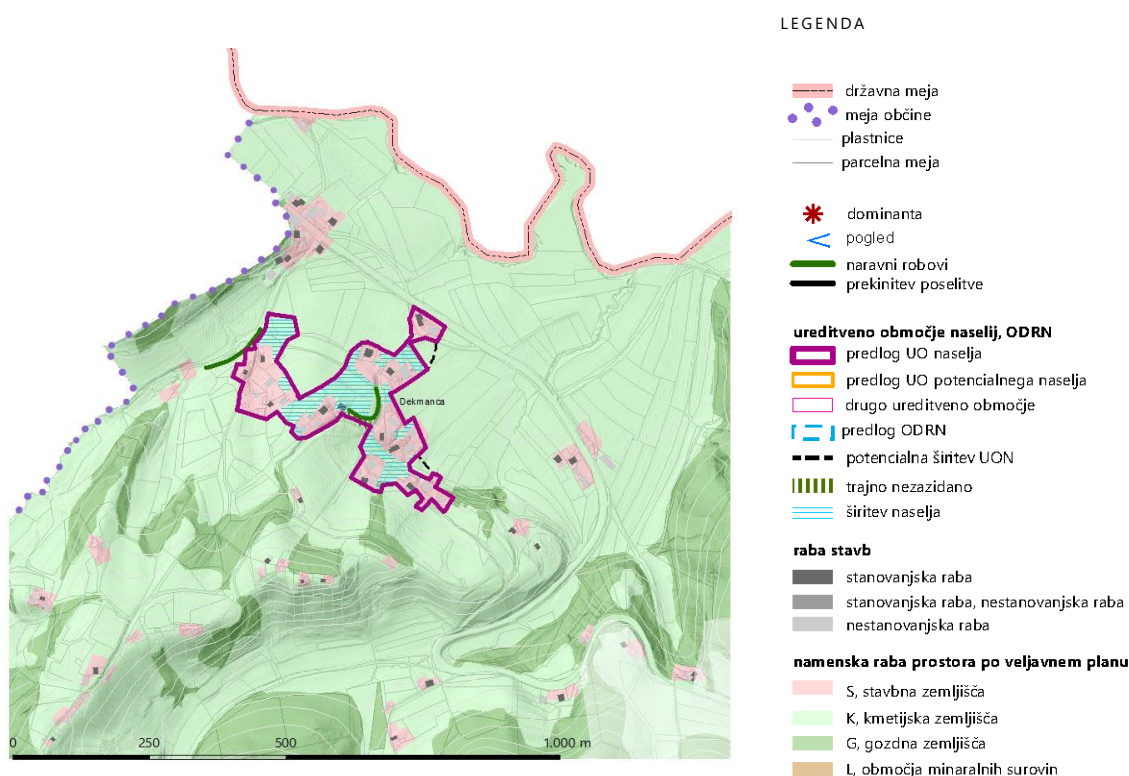 LEGENDA
državna meja
meja občine
plastnice
parcelna meja
dominanta
pogled
naravni robovi
prekinitev poselitve
ureditveno območje naselij, ODRN
predlog UO naselja
predlog UO potencialnega naselja
drugo ureditveno območje
predlog ODRN
potencialna širitev UON
trajno nezazidano
širitev naselja
raba stavb
stanovanjska raba
stanovanjska raba, nestanovanjska raba
nestanovanjska raba
namenska raba prostora po veljavnem planu
S, stavbna zemljišča
K, kmetijska zemljišča
G, gozdna zemljišča
L, območja minaralnih surovin
Dekmanca
0 250 500 1.000 m